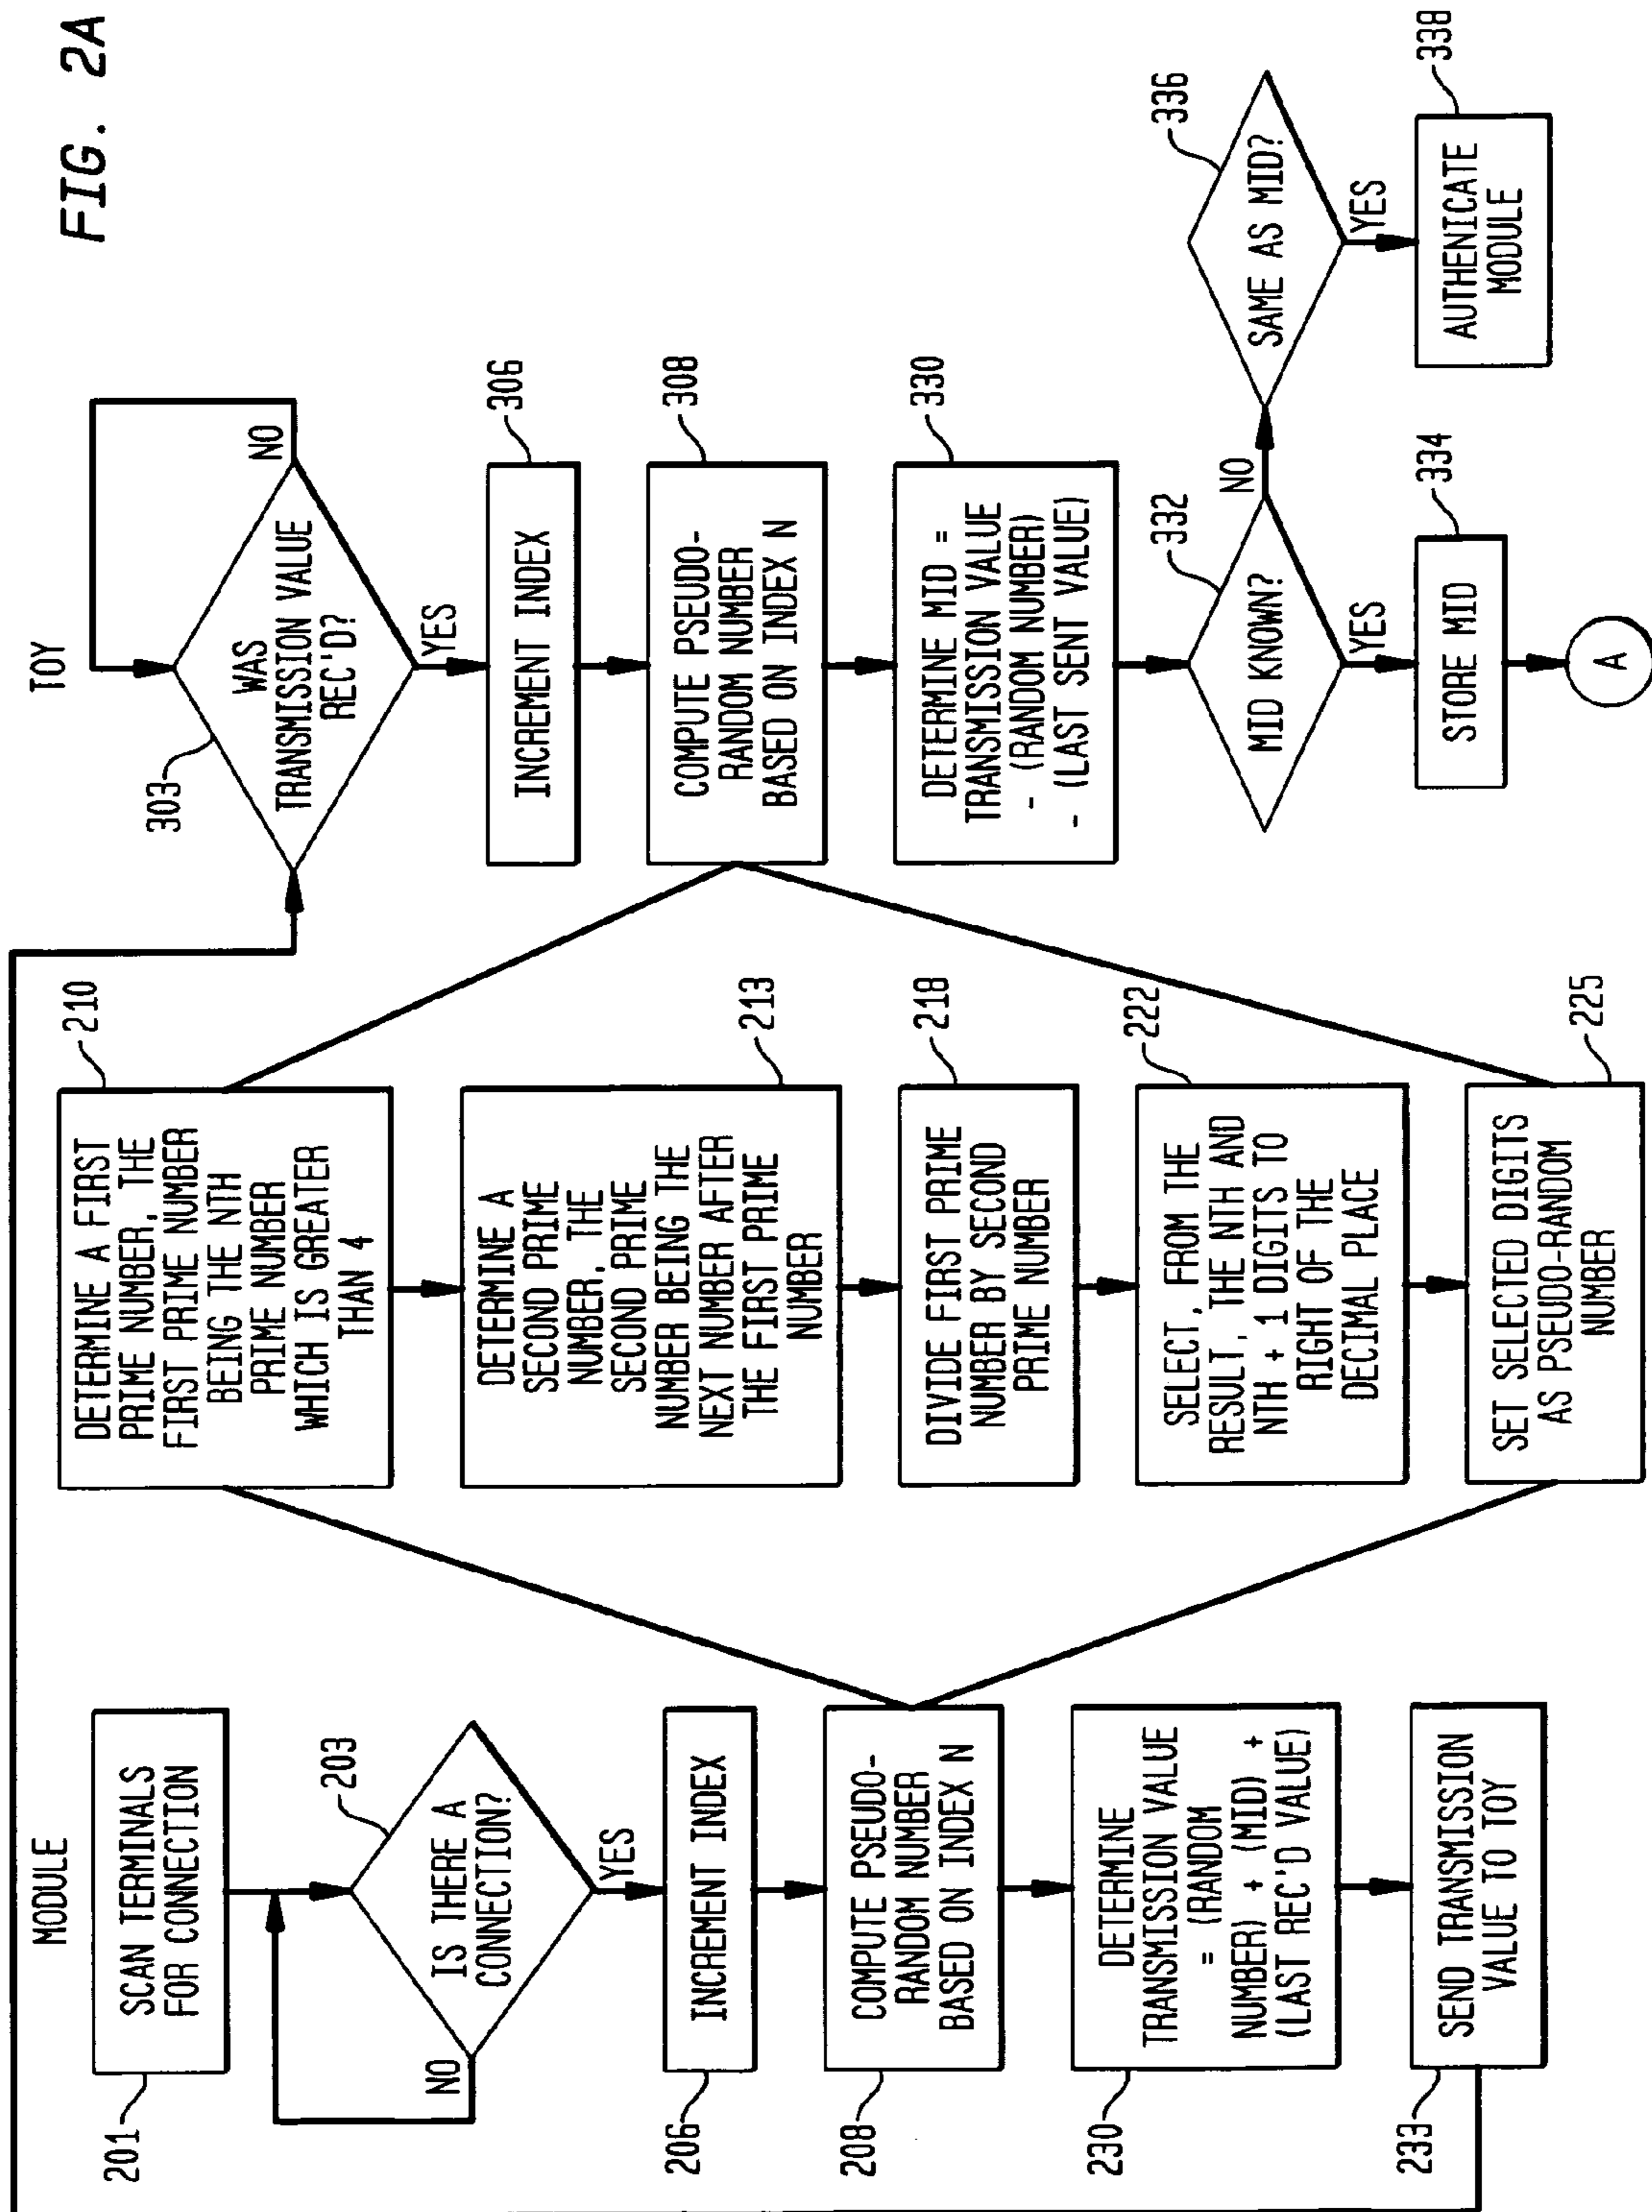 FIG. 2A
MODULE
SCAN TERMINALS
FOR CONNECTION
201
IS THERE A
CONNECTION?
203
NO
YES
INCREMENT INDEX
206
COMPUTE PSEUDO-
RANDOM NUMBER
BASED ON INDEX N
208
DETERMINE
TRANSMISSION VALUE
= (RANDOM
NUMBER) + (MID) +
(LAST REC'D VALUE)
230
SEND TRANSMISSION
VALUE TO TOY
233
DETERMINE A FIRST
PRIME NUMBER, THE
FIRST PRIME NUMBER
BEING THE NTH
PRIME NUMBER
WHICH IS GREATER
THAN 4
210
DETERMINE A
SECOND PRIME
NUMBER, THE
SECOND PRIME
NUMBER BEING THE
NEXT NUMBER AFTER
THE FIRST PRIME
NUMBER
213
DIVIDE FIRST PRIME
NUMBER BY SECOND
PRIME NUMBER
218
SELECT, FROM THE
RESULT, THE NTH AND
NTH + 1 DIGITS TO
RIGHT OF THE
DECIMAL PLACE
222
SET SELECTED DIGITS
AS PSEUDO-RANDOM
NUMBER
225
TOY
WAS
TRANSMISSION VALUE
REC'D?
303
NO
YES
INCREMENT INDEX
306
COMPUTE PSEUDO-
RANDOM NUMBER
BASED ON INDEX N
308
DETERMINE MID =
TRANSMISSION VALUE
- (RANDOM NUMBER)
- (LAST SENT VALUE)
330
MID KNOWN?
332
NO
YES
STORE MID
334
A
SAME AS MID?
336
YES
AUTHENICATE
MODULE
338